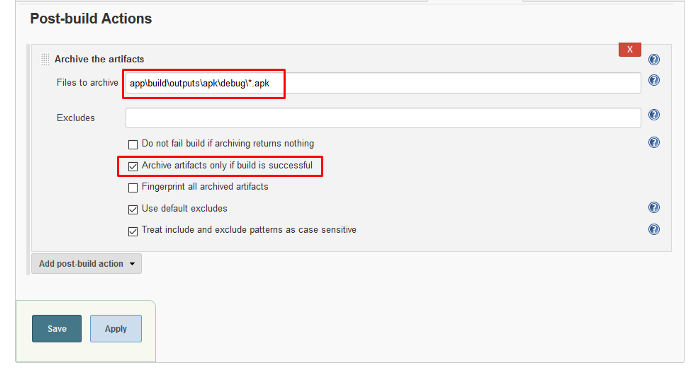 Post-build Actions
X
Archive the artifacts
Files to archive app\build\outputs\apk\debug\*.apk
Excludes
Do not fail build if archiving returns nothing
Archive artifacts only if build is successful
Fingerprint all archived artifacts
Use default excludes
Treat include and exclude patterns as case sensitive
Add post-build action
Save Apply